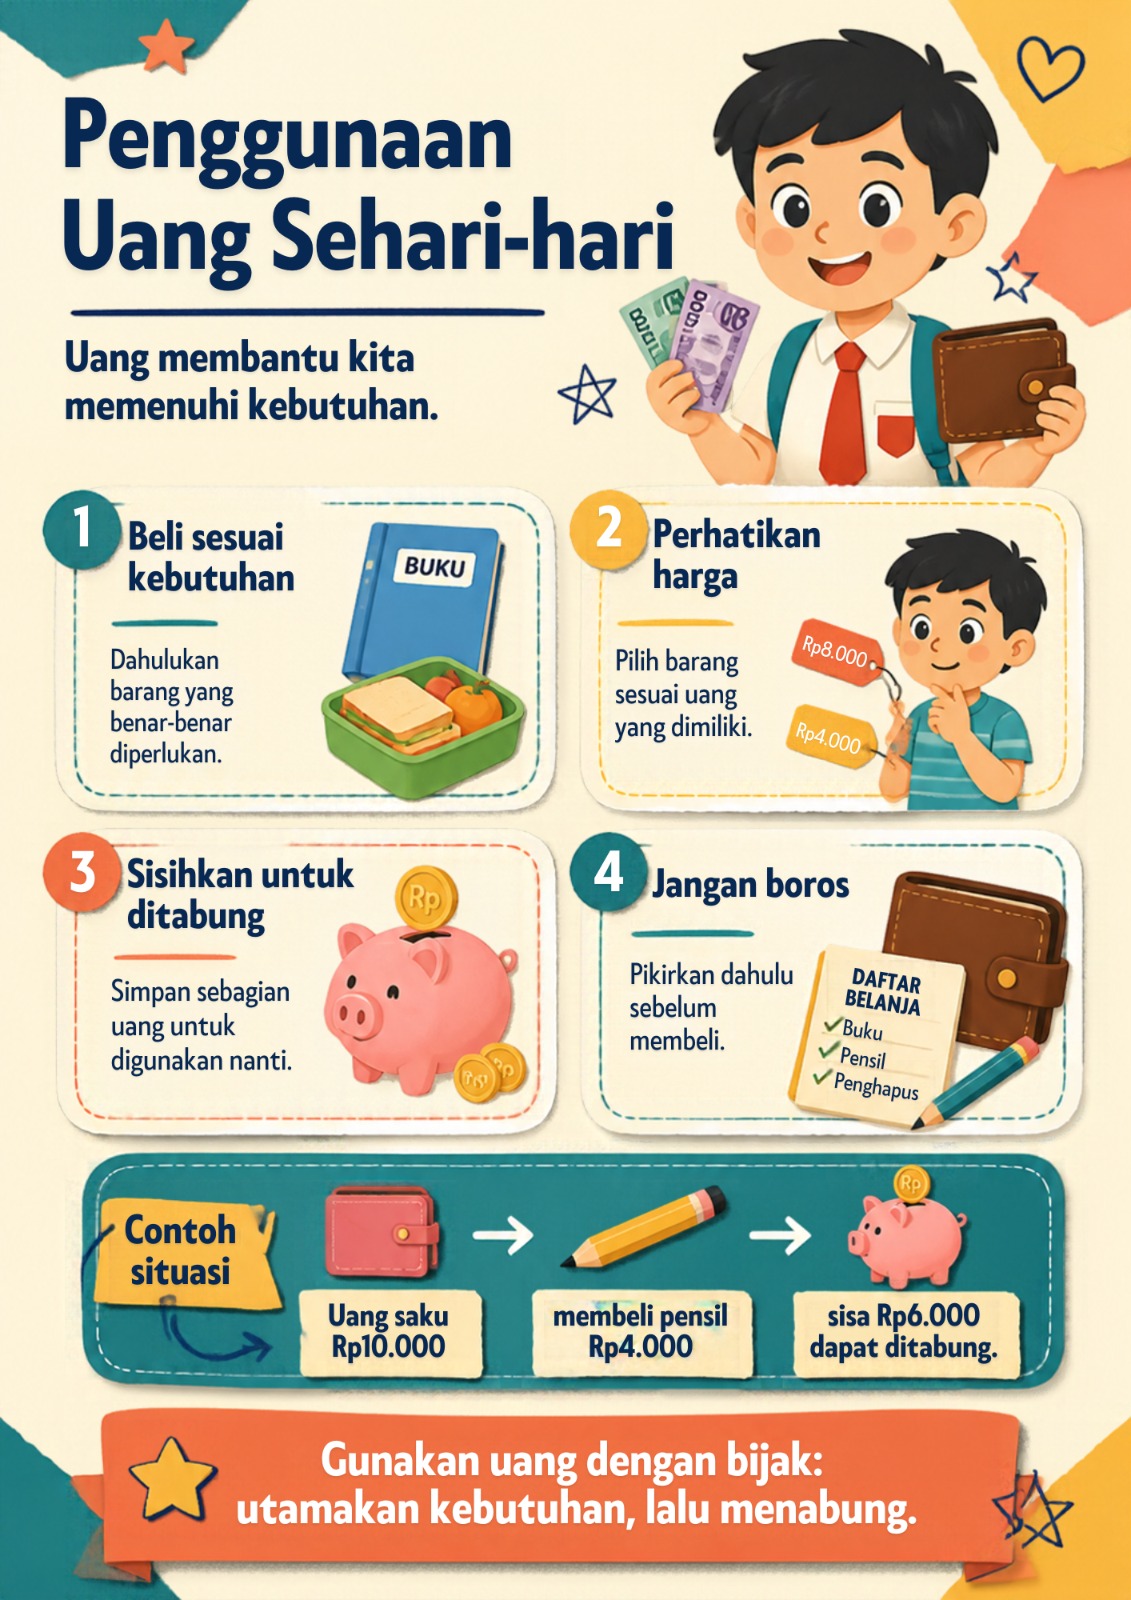 Penggunaan
Uang Sehari-hari
Uang membantu kita
memenuhi kebutuhan.
1
Beli sesuai
kebutuhan
Dahulukan
barang yang
benar-benar
diperlukan.
BUKU
2
Perhatikan
harga
Pilih barang
sesuai uang
yang dimiliki.
Rp8.000
Rp4.000
3
Sisihkan untuk
ditabung
Simpan sebagian
uang untuk
digunakan nanti.
Rp
4
Jangan boros
Pikirkan dahulu
sebelum
membeli.
DAFTAR
BELANJA
Buku
Pensil
Penghapus
Contoh
situasi
Uang saku
Rp10.000
membeli pensil
Rp4.000
Rp
sisa Rp6.000
dapat ditabung.
Gunakan uang dengan bijak:
utamakan kebutuhan, lalu menabung.